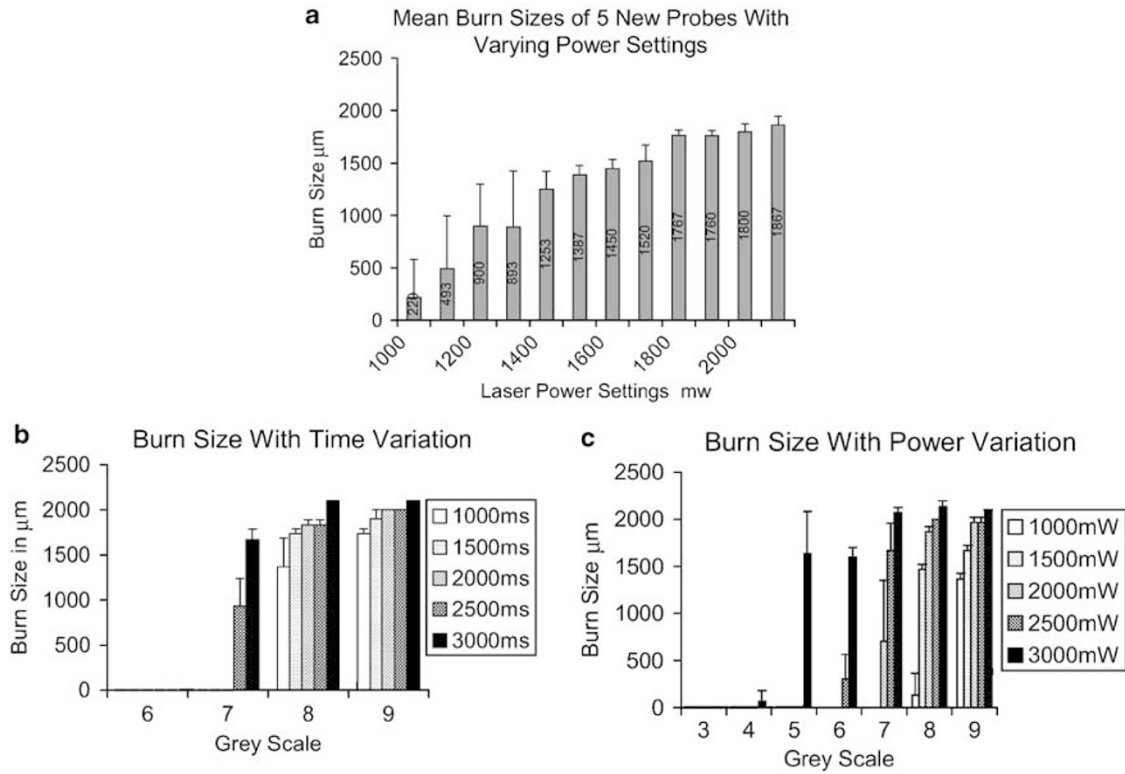 a
Mean Burn Sizes of 5 New Probes With
Varying Power Settings
2500
2000
1500
1000
500
0
Burn Size µm
220
493
900
893
1253
1387
1450
1520
1767
1760
1800
1867
1000
1200
1400
1600
1800
2000
Laser Power Settings mw
b
Burn Size With Time Variation
2500
2000
1500
1000
500
0
Burn Size in µm
6 7 8 9
Grey Scale
1000ms
1500ms
2000ms
2500ms
3000ms
c
Burn Size With Power Variation
2500
2000
1500
1000
500
0
Burn Size µm
3 4 5 6 7 8 9
Grey Scale
1000mW
1500mW
2000mW
2500mW
3000mW